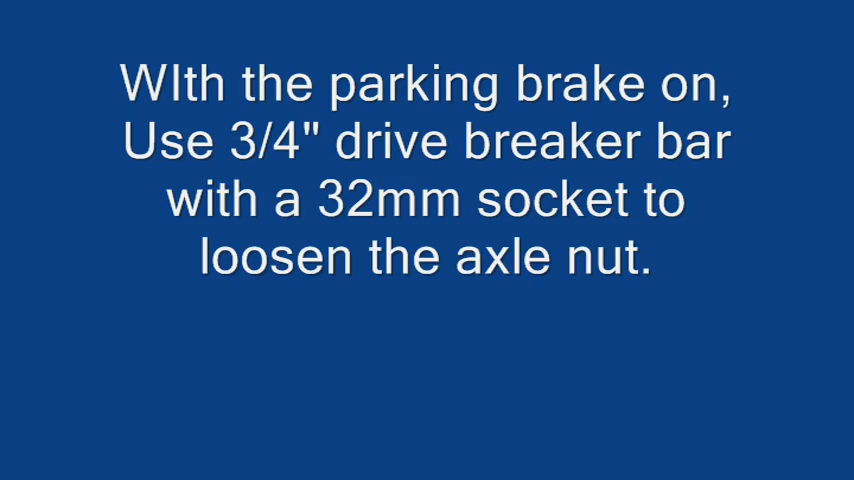 WIth the parking brake on,
Use 3/4" drive breaker bar
with a 32mm socket to
loosen the axle nut.